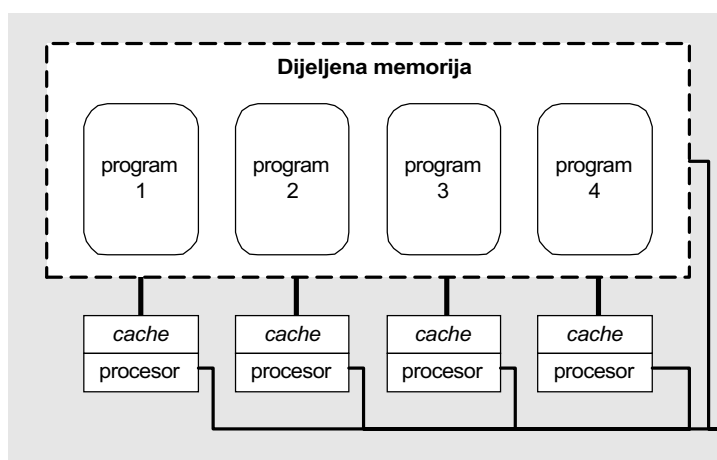 Dijeljena memorija
program
1
program
2
program
3
program
4
cache
procesor
cache
procesor
cache
procesor
cache
procesor